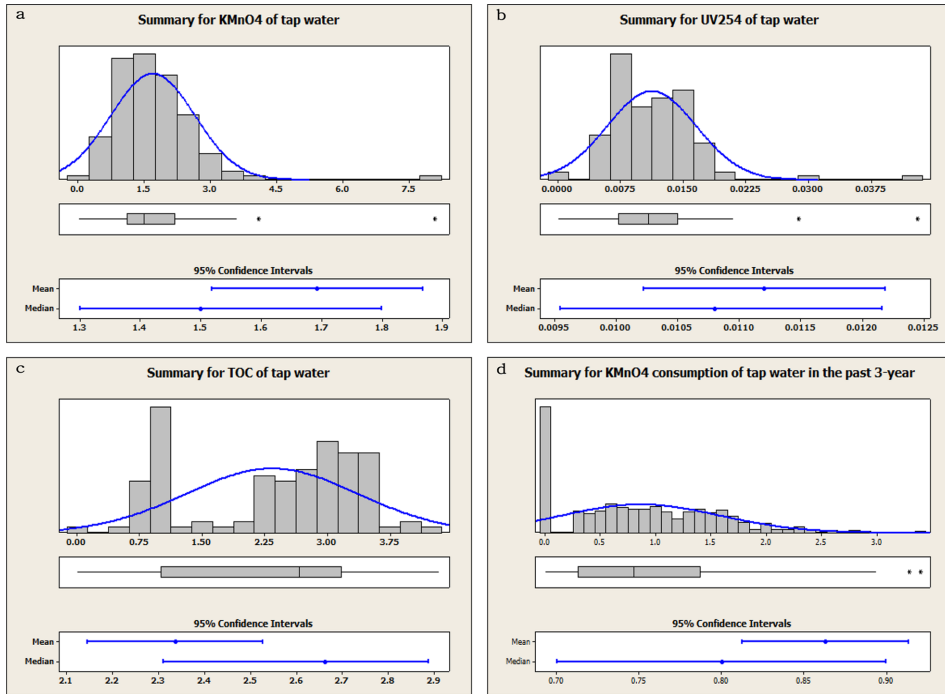 a
Summary for KMnO4 of tap water
0.0 1.5 3.0 4.5 6.0 7.5
95% Confidence Intervals
Mean
Median
1.3 1.4 1.5 1.6 1.7 1.8 1.9
b
Summary for UV254 of tap water
0.0000 0.0075 0.0150 0.0225 0.0300 0.0375
95% Confidence Intervals
Mean
Median
0.0095 0.0100 0.0105 0.0110 0.0115 0.0120 0.0125
c
Summary for TOC of tap water
0.00 0.75 1.50 2.25 3.00 3.75
95% Confidence Intervals
Mean
Median
2.1 2.2 2.3 2.4 2.5 2.6 2.7 2.8 2.9
d
Summary for KMnO4 consumption of tap water in the past 3-year
0.0 0.5 1.0 1.5 2.0 2.5 3.0
95% Confidence Intervals
Mean
Median
0.70 0.75 0.80 0.85 0.90